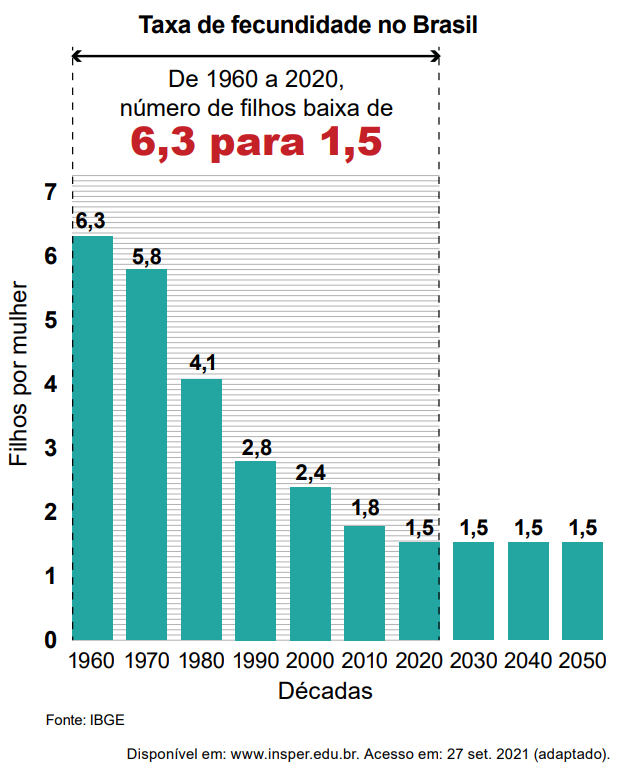 Taxa de fecundidade no Brasil
De 1960 a 2020,
número de filhos baixa de
6,3 para 1,5
Filhos por mulher
7
6
5
4
3
2
1
0
6,3
5,8
4,1
2,8
2,4
1,8
1,5
1,5
1,5
1,5
1960 1970 1980 1990 2000 2010 2020 2030 2040 2050
Décadas
Fonte: IBGE
Disponível em: www.insper.edu.br. Acesso em: 27 set. 2021 (adaptado).